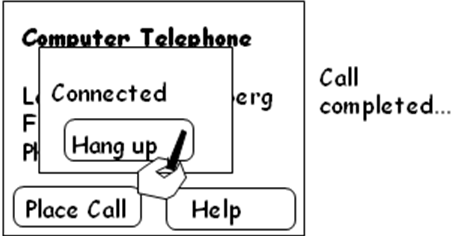 Computer Telephone
Connected
erg
F
Hang up
Place Call
Help
Call
completed...